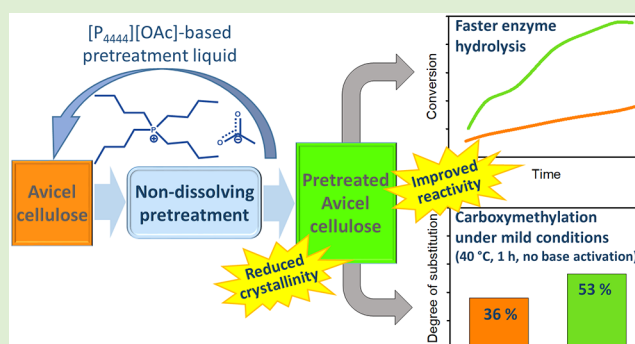 [P4444][OAc]-based
pretreatment liquid
P
⊕
O
O
⊖
Avicel
cellulose
Non-dissolving
pretreatment
Pretreated
Avicel
cellulose
Improved
reactivity
Reduced
crystallinity
Conversion
Faster enzyme
hydrolysis
Time
Degree of substitution
Carboxymethylation
under mild conditions
(40 °C, 1 h, no base activation)
36 %
53 %